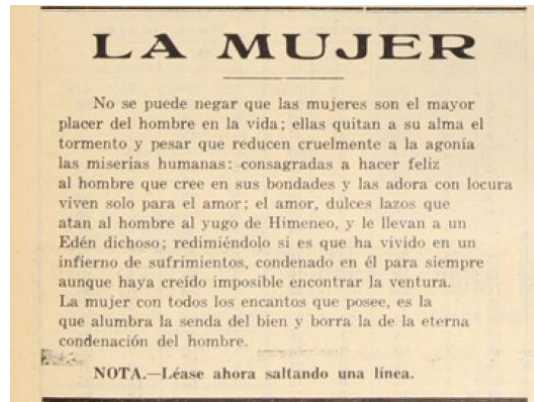 LA MUJER
No se puede negar que las mujeres son el mayor
placer del hombre en la vida; ellas quitan a su alma el
tormento y pesar que reducen cruelmente a la agonía
las miserias humanas: consagradas a hacer feliz
al hombre que cree en sus bondades y las adora con locura
viven solo para el amor; el amor, dulces lazos que
atan al hombre al yugo de Himeneo, y le llevan a un
Edén dichoso; redimiéndolo si es que ha vivido en un
infierno de sufrimientos, condenado en él para siempre
aunque haya creído imposible encontrar la ventura.
La mujer con todos los encantos que posee, es la
que alumbra la senda del bien y borra la de la eterna
condenación del hombre.
NOTA.—Léase ahora saltando una línea.